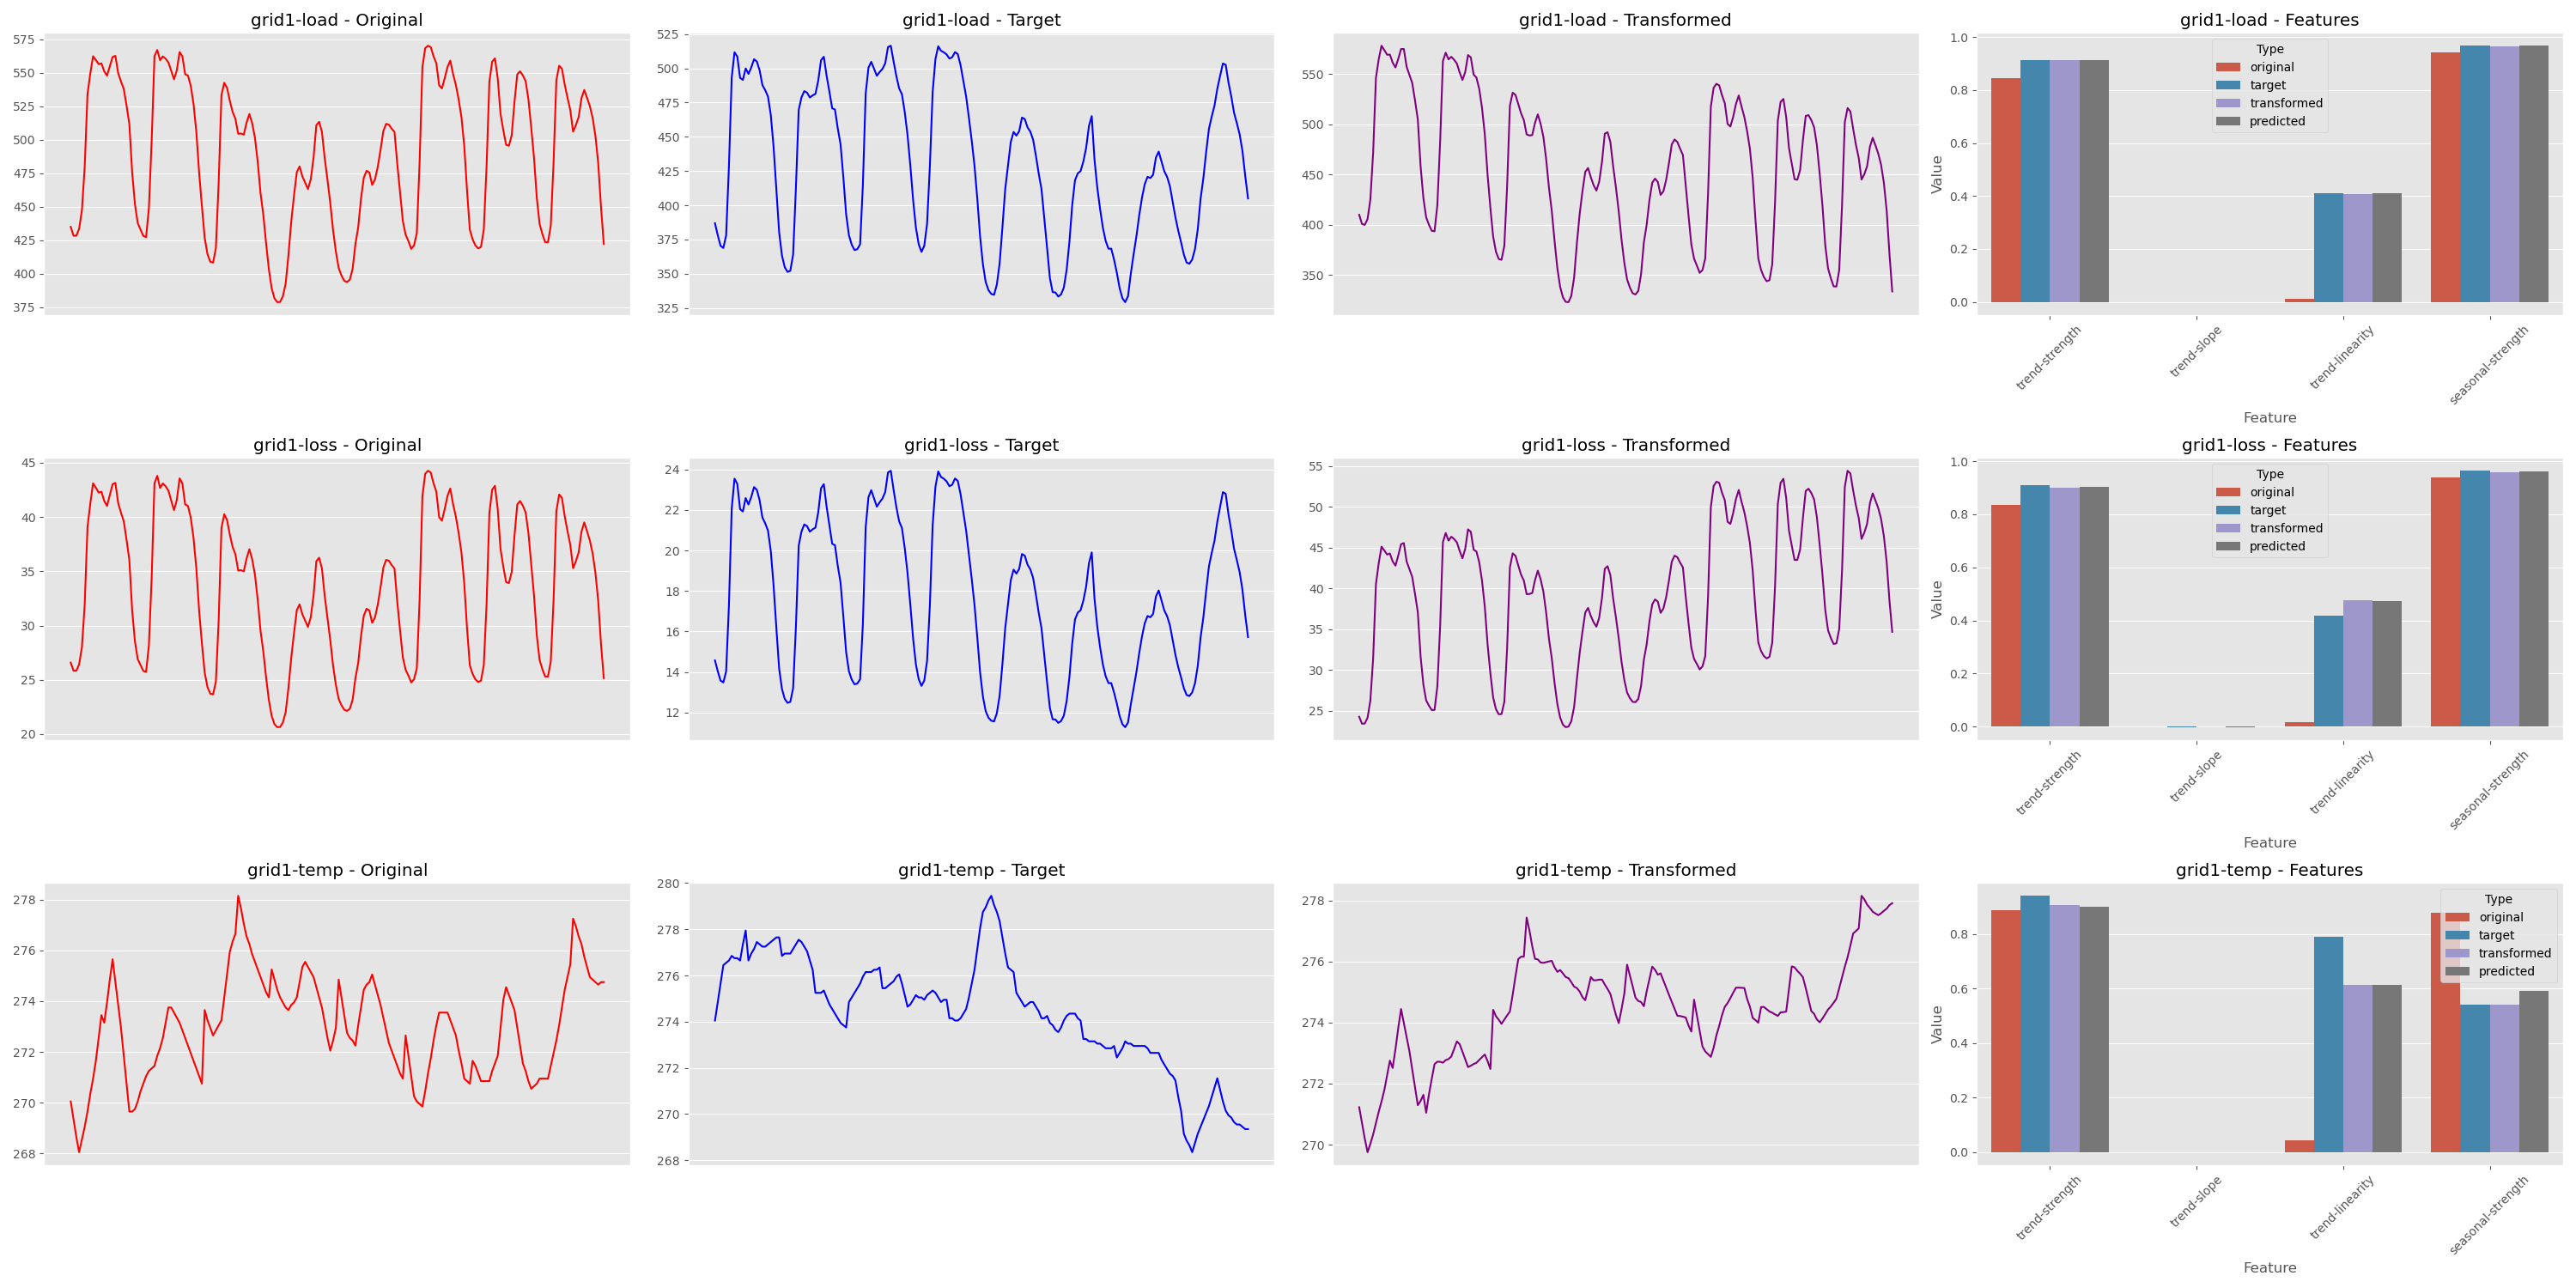 grid1-load - Original
575
550
525
500
475
450
425
400
375
grid1-load - Target
525
500
475
450
425
400
375
350
325
grid1-load - Transformed
550
500
450
400
350
grid1-load - Features
Value
1.0
0.8
0.6
0.4
0.2
0.0
Type
original
target
transformed
predicted
trend-strength
trend-slope
trend-linearity
seasonal-strength
Feature
grid1-loss - Original
45
40
35
30
25
20
grid1-loss - Target
24
22
20
18
16
14
12
grid1-loss - Transformed
55
50
45
40
35
30
25
grid1-loss - Features
Value
1.0
0.8
0.6
0.4
0.2
0.0
Type
original
target
transformed
predicted
trend-strength
trend-slope
trend-linearity
seasonal-strength
Feature
grid1-temp - Original
278
276
274
272
270
268
grid1-temp - Target
280
278
276
274
272
270
268
grid1-temp - Transformed
278
276
274
272
270
grid1-temp - Features
Value
0.8
0.6
0.4
0.2
0.0
Type
original
target
transformed
predicted
trend-strength
trend-slope
trend-linearity
seasonal-strength
Feature